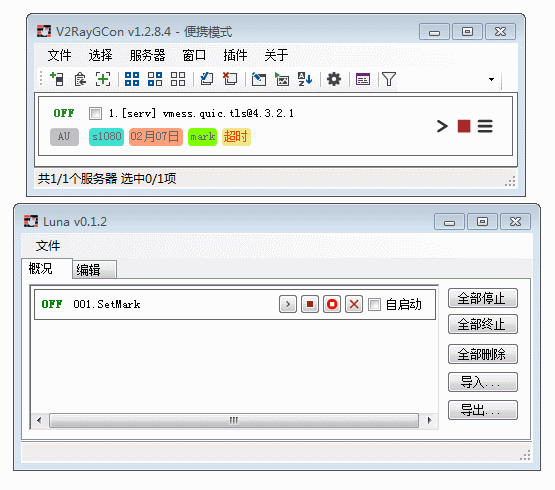 V2RayGCon v1.2.8.4 - 便携模式
文件 选择 服务器 窗口 插件 关于
OFF 1.[serv] vmess.quic.tls@4.3.2.1
AU s1080 02月07日 mark 超时
共1/1个服务器 选中0/1项
Luna v0.1.2
文件
概况 编辑
OFF 001.SetMark 自启动
全部停止
全部终止
全部删除
导入...
导出...